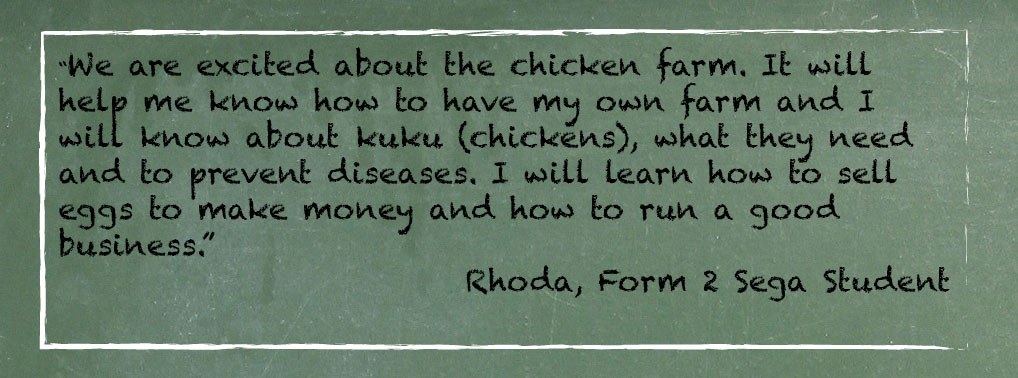 “We are excited about the chicken farm. It will
help me know how to have my own farm and I
will know about kuku (chickens), what they need
and to prevent diseases. I will learn how to sell
eggs to make money and how to run a good
business.”
Rhoda, Form 2 Sega Student